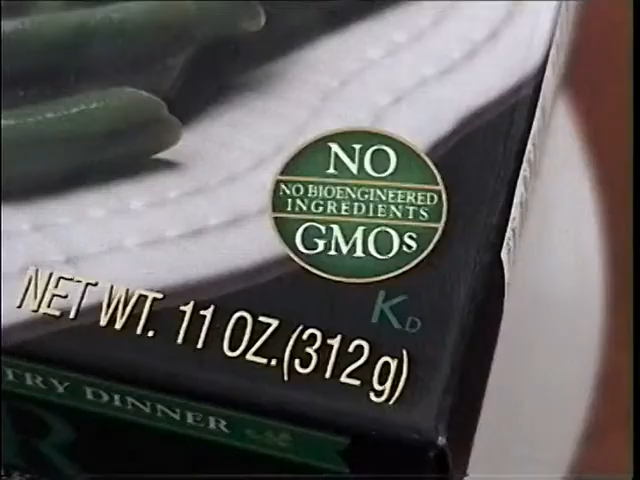 NO
NO BIOENGINEERED
INGREDIENTS
GMOs
KD
NET WT. 11 OZ. (312g)
TRY DINNER
R